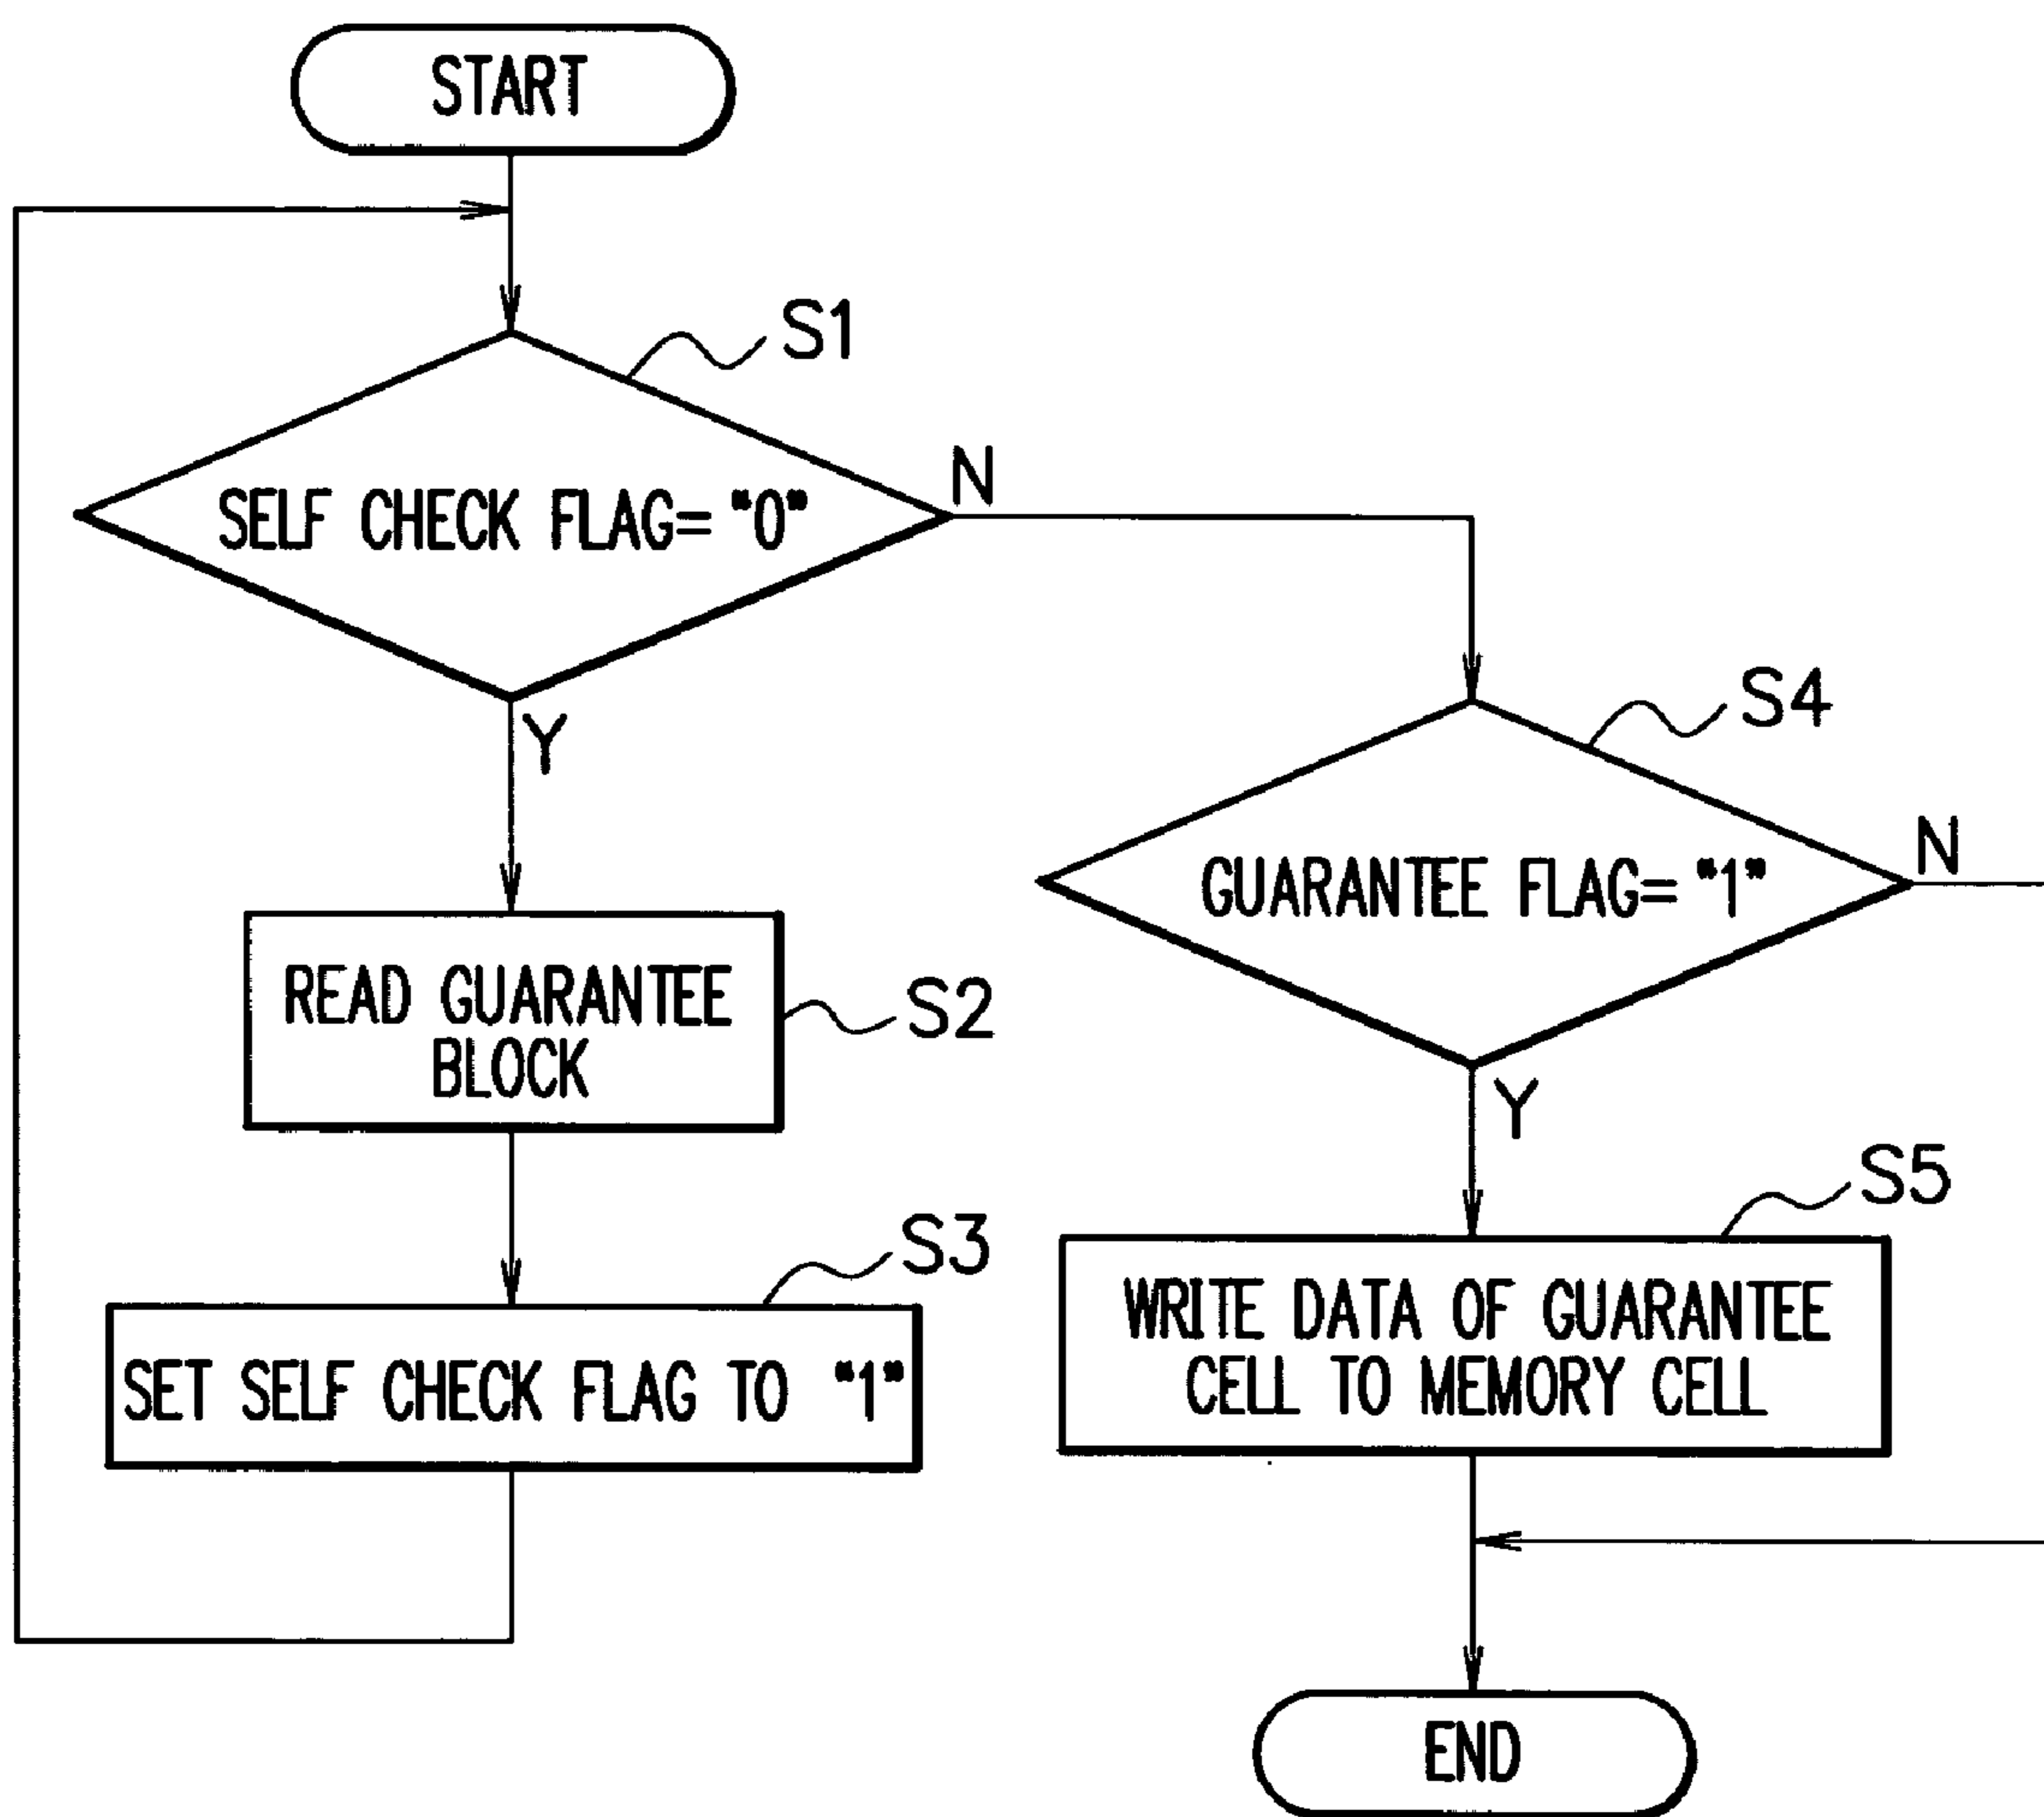 START
S1
SELF CHECK FLAG= "0"
N
Y
READ GUARANTEE
BLOCK
S2
SET SELF CHECK FLAG TO "1"
S3
S4
GUARANTEE FLAG= "1"
N
Y
S5
WRITE DATA OF GUARANTEE
CELL TO MEMORY CELL
END